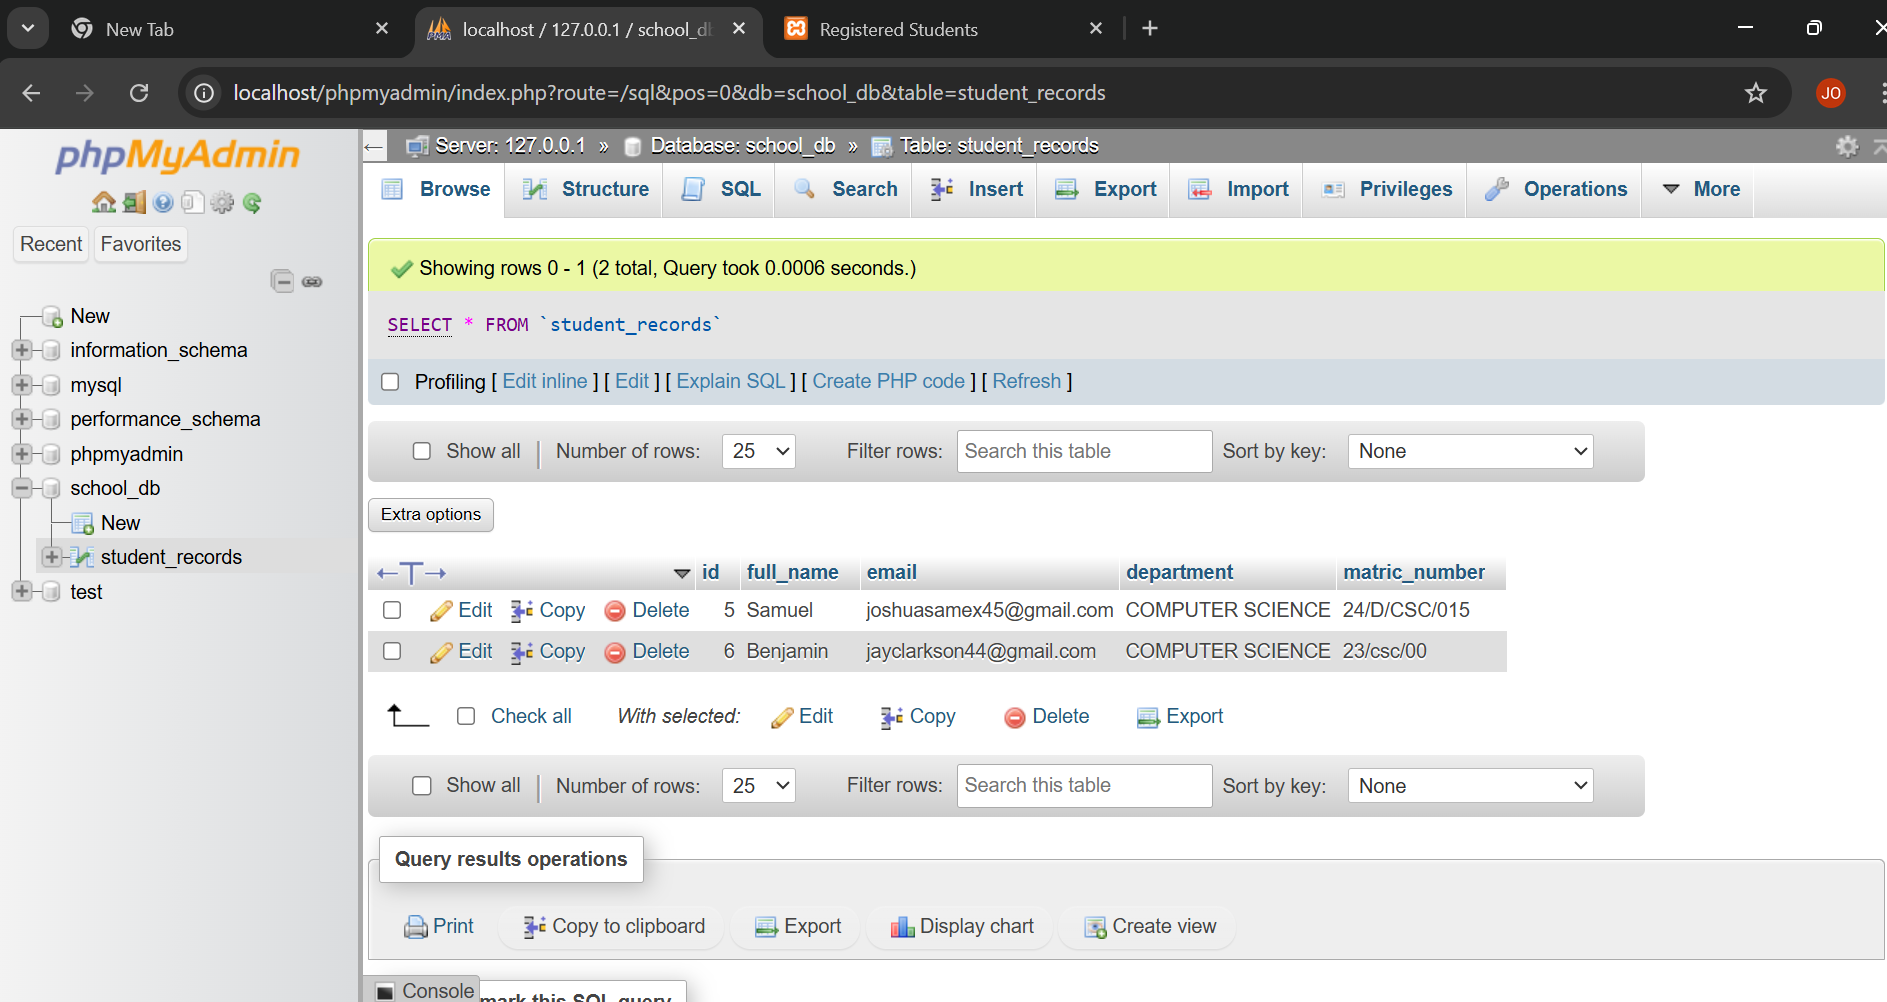 New Tab
localhost / 127.0.0.1 / school_d
Registered Students
localhost/phpmyadmin/index.php?route=/sql&pos=0&db=school_db&table=student_records
JO
phpMyAdmin
Recent Favorites
New
information_schema
mysql
performance_schema
phpmyadmin
school_db
New
student_records
test
Server: 127.0.0.1 » Database: school_db » Table: student_records
Browse Structure SQL Search Insert Export Import Privileges Operations More
Showing rows 0 - 1 (2 total, Query took 0.0006 seconds.)
SELECT * FROM `student_records`
Profiling [ Edit inline ] [ Edit ] [ Explain SQL ] [ Create PHP code ] [ Refresh ]
Show all Number of rows: 25 Filter rows: Search this table Sort by key: None
Extra options
←T→ id full_name email department matric_number
Edit Copy Delete 5 Samuel joshuasamex45@gmail.com COMPUTER SCIENCE 24/D/CSC/015
Edit Copy Delete 6 Benjamin jayclarkson44@gmail.com COMPUTER SCIENCE 23/csc/00
Check all With selected: Edit Copy Delete Export
Show all Number of rows: 25 Filter rows: Search this table Sort by key: None
Query results operations
Print Copy to clipboard Export Display chart Create view
Console
mark this SQL query